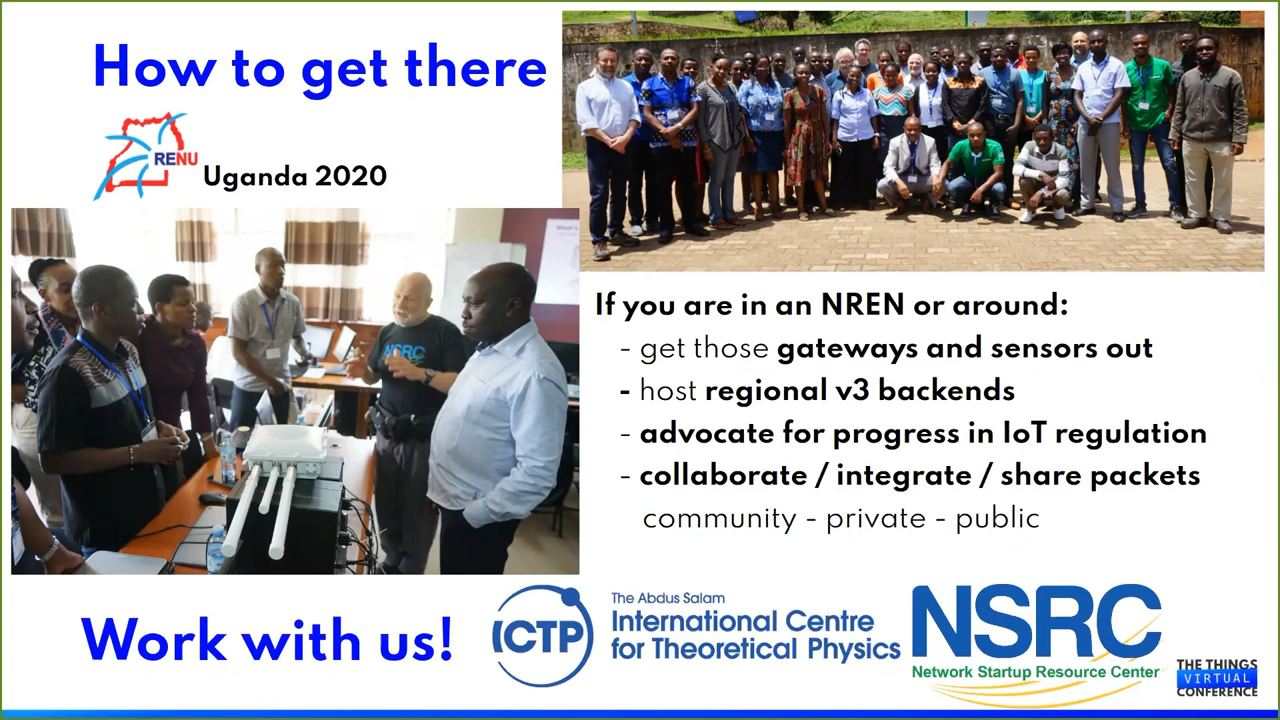 How to get there
RENU
Uganda 2020
What's
NSRC
If you are in an NREN or around:
- get those gateways and sensors out
- host regional v3 backends
- advocate for progress in IoT regulation
- collaborate / integrate / share packets
community - private - public
Work with us!
ICTP
The Abdus Salam
International Centre
for Theoretical Physics
NSRC
Network Startup Resource Center
THE THINGS
VIRTUAL
CONFERENCE